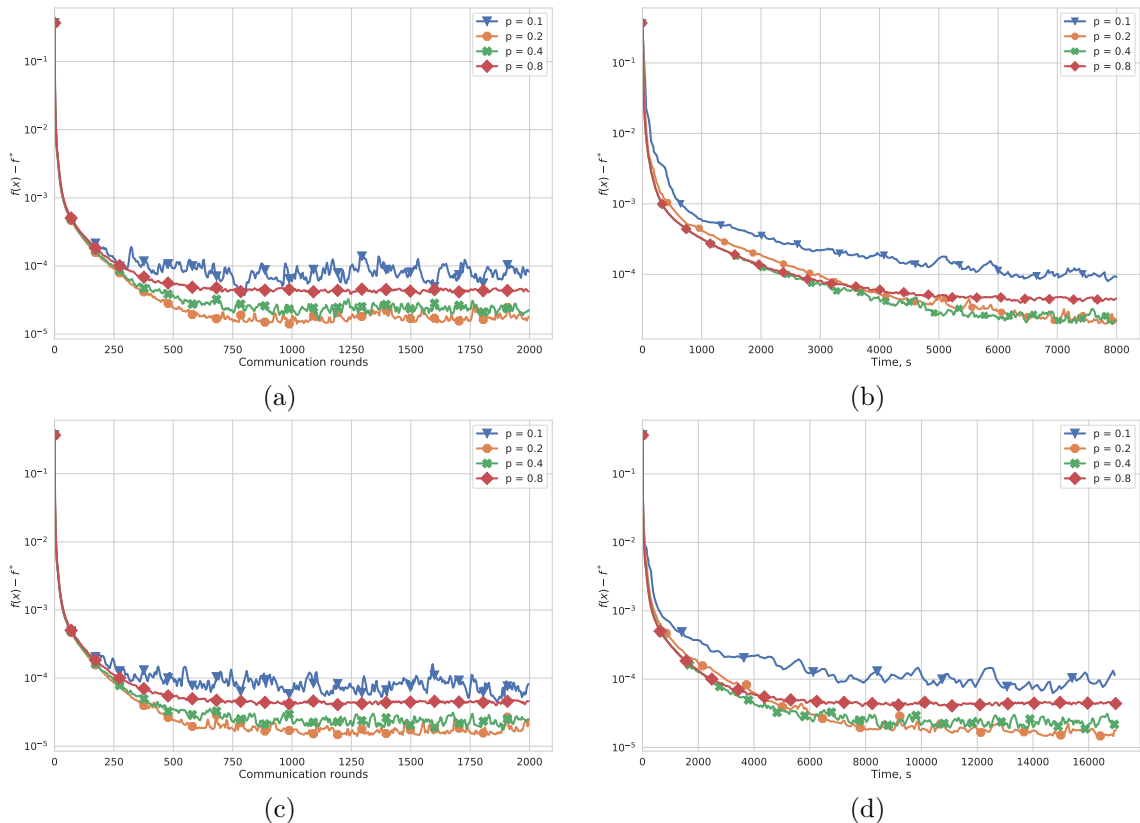 p = 0.1
p = 0.2
p = 0.4
p = 0.8
10⁻¹
10⁻²
10⁻³
10⁻⁴
10⁻⁵
f(x) − f*
0 250 500 750 1000 1250 1500 1750 2000
Communication rounds
(a)
p = 0.1
p = 0.2
p = 0.4
p = 0.8
10⁻¹
10⁻²
10⁻³
10⁻⁴
f(x) − f*
0 1000 2000 3000 4000 5000 6000 7000 8000
Time, s
(b)
p = 0.1
p = 0.2
p = 0.4
p = 0.8
10⁻¹
10⁻²
10⁻³
10⁻⁴
10⁻⁵
f(x) − f*
0 250 500 750 1000 1250 1500 1750 2000
Communication rounds
(c)
p = 0.1
p = 0.2
p = 0.4
p = 0.8
10⁻¹
10⁻²
10⁻³
10⁻⁴
10⁻⁵
f(x) − f*
0 2000 4000 6000 8000 10000 12000 14000 16000
Time, s
(d)